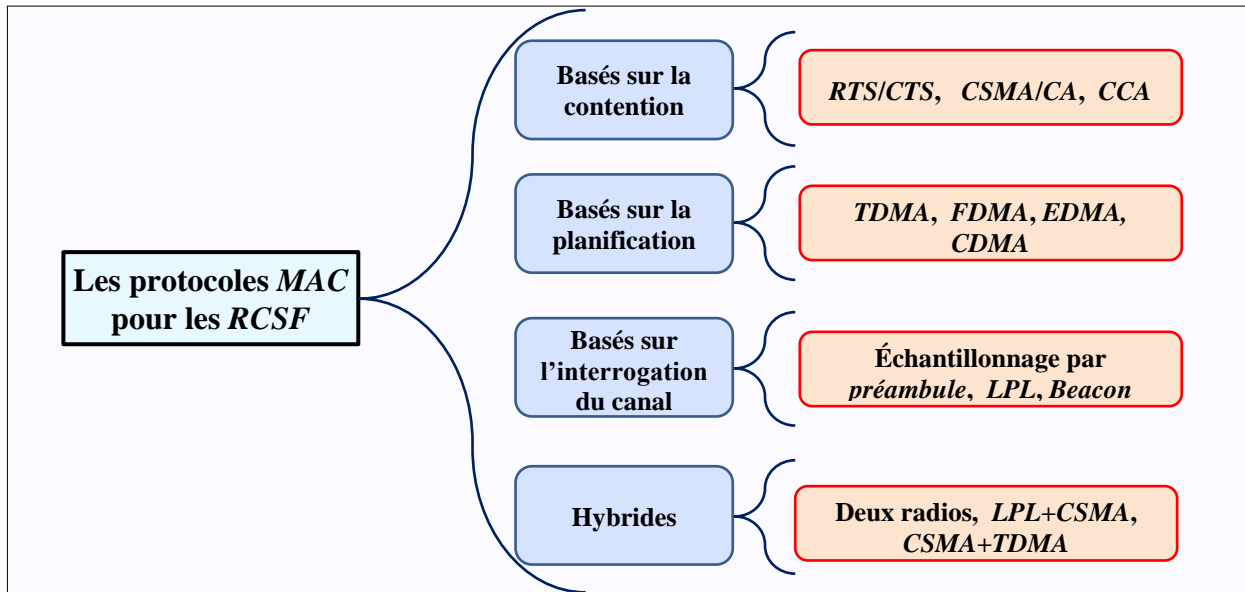 Les protocoles MAC
pour les RCSF
Basés sur la
contention
RTS/CTS, CSMA/CA, CCA
Basés sur la
planification
TDMA, FDMA, EDMA,
CDMA
Basés sur
l’interrogation
du canal
Échantillonnage par
préambule, LPL, Beacon
Hybrides
Deux radios, LPL+CSMA,
CSMA+TDMA